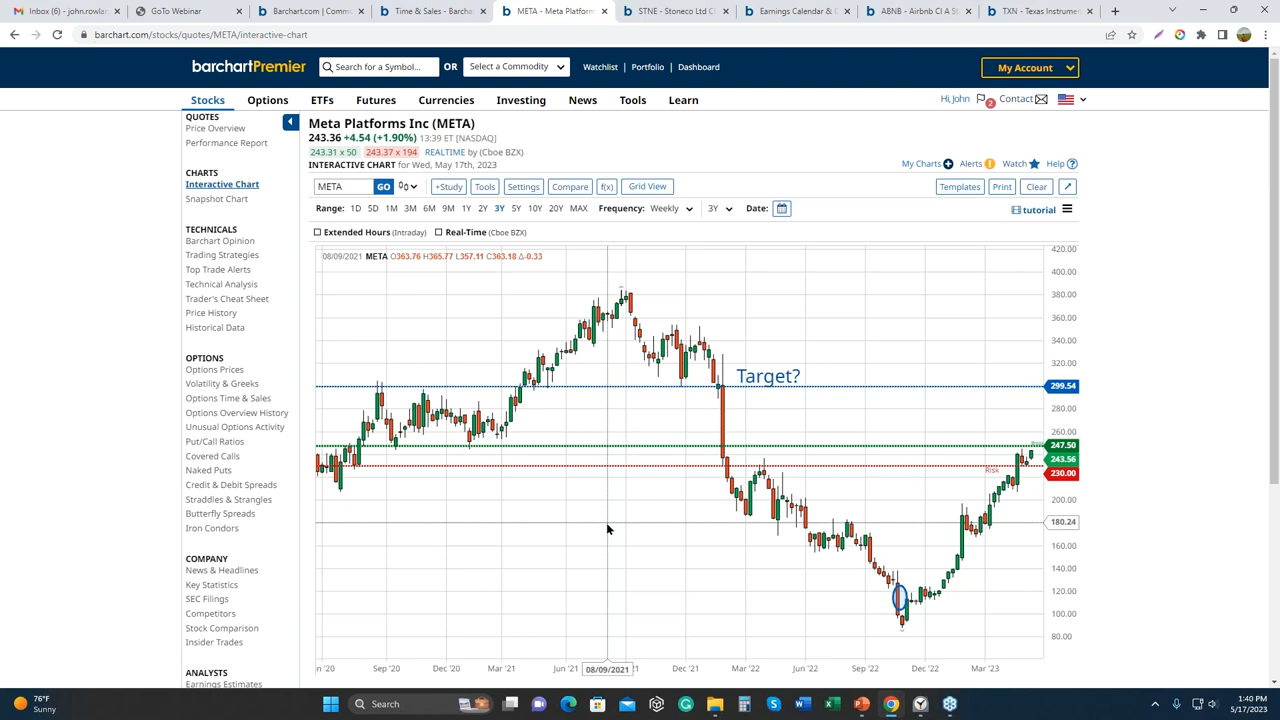 Inbox (6) - john.rowland
GoTo Webinar
Barchart.com | Comm
Time & Sales - Barch
META - Meta Platform
STNE - Stoneco Ltd Cl
Earnings Calendar & E
ABNB - Airbnb Cl A St
TXN - Texas Instrumen
barchart.com/stocks/quotes/META/interactive-chart
barchartPremier Search for a Symbol... OR Select a Commodity Watchlist Portfolio Dashboard My Account
Stocks Options ETFs Futures Currencies Investing News Tools Learn Hi, John 2 Contact
QUOTES
Price Overview
Performance Report
CHARTS
Interactive Chart
Snapshot Chart
TECHNICALS
Barchart Opinion
Trading Strategies
Top Trade Alerts
Technical Analysis
Trader's Cheat Sheet
Price History
Historical Data
OPTIONS
Options Prices
Volatility & Greeks
Options Time & Sales
Options Overview History
Unusual Options Activity
Put/Call Ratios
Covered Calls
Naked Puts
Credit & Debit Spreads
Straddles & Strangles
Butterfly Spreads
Iron Condors
COMPANY
News & Headlines
Key Statistics
SEC Filings
Competitors
Stock Comparison
Insider Trades
ANALYSTS
Earnings Estimates
Meta Platforms Inc (META)
243.36 +4.54 (+1.90%) 13:39 ET [NASDAQ]
243.31 x 50 243.37 x 194 REALTIME by (Cboe BZX)
INTERACTIVE CHART for Wed, May 17th, 2023
My Charts Alerts Watch Help
META GO +Study Tools Settings Compare f(x) Grid View Templates Print Clear
Range: 1D 5D 1M 3M 6M 9M 1Y 2Y 3Y 5Y 10Y 20Y MAX Frequency: Weekly 3Y Date: tutorial
Extended Hours (Intraday) Real-Time (Cboe BZX)
08/09/2021 META O363.76 H365.77 L357.11 C363.18 Δ-0.33
420.00
400.00
380.00
360.00
340.00
320.00
Target?
299.54
280.00
260.00
247.50
243.56
Risk
230.00
200.00
180.24
160.00
140.00
120.00
100.00
80.00
Sep '20 Dec '20 Mar '21 Jun '21 08/09/2021 Dec '21 Mar '22 Jun '22 Sep '22 Dec '22 Mar '23
76°F
Sunny
Search
1:40 PM
5/17/2023